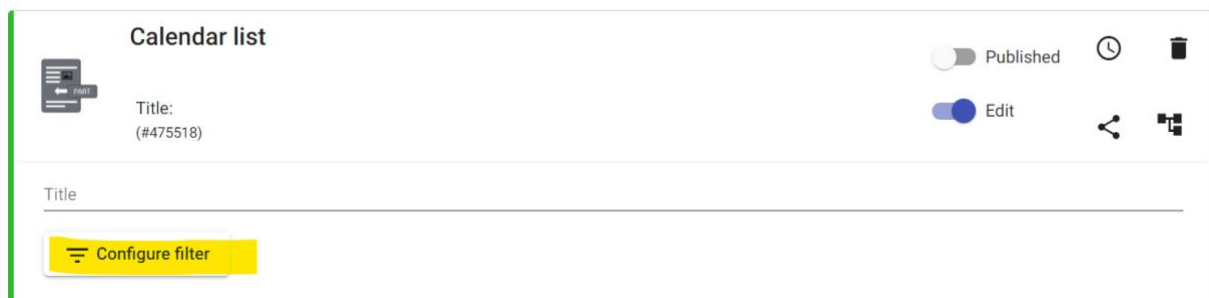 Calendar list
Published
PART
Title:
(#475518)
Edit
Title
Configure filter